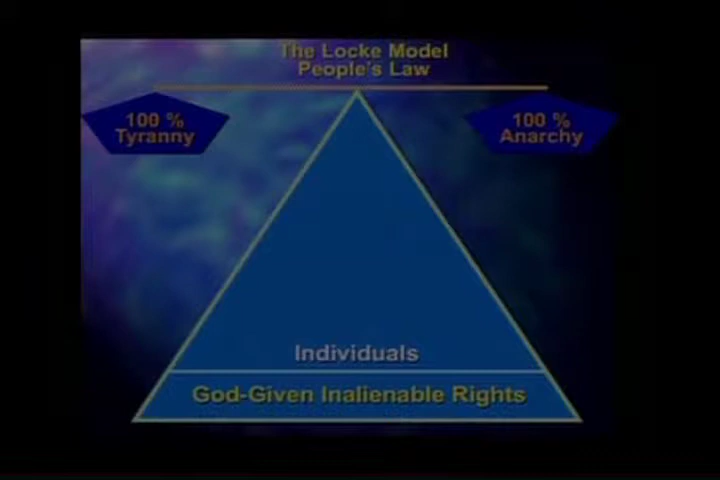 The Locke Model
People's Law
100 %
Tyranny
100 %
Anarchy
Individuals
God-Given Inalienable Rights